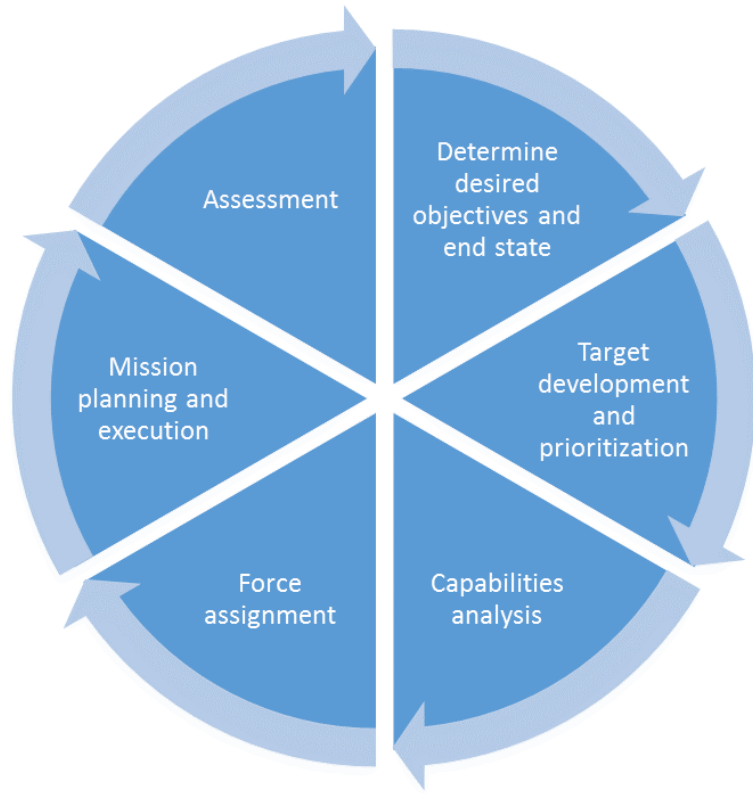 Determine
desired
objectives and
end state
Target
development
and
prioritization
Capabilities
analysis
Force
assignment
Mission
planning and
execution
Assessment